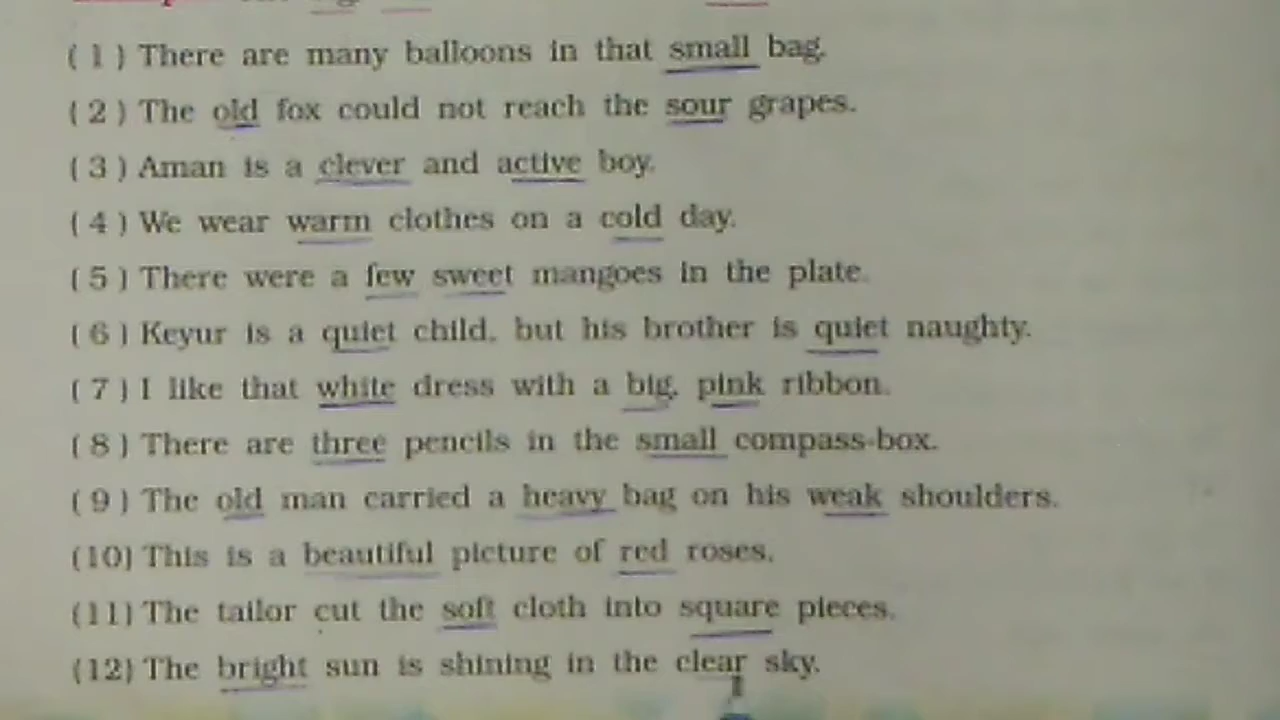 ( 1 ) There are many balloons in that small bag.
( 2 ) The old fox could not reach the sour grapes.
( 3 ) Aman is a clever and active boy.
( 4 ) We wear warm clothes on a cold day.
( 5 ) There were a few sweet mangoes in the plate.
( 6 ) Keyur is a quiet child, but his brother is quiet naughty.
( 7 ) I like that white dress with a big, pink ribbon.
( 8 ) There are three pencils in the small compass-box.
( 9 ) The old man carried a heavy bag on his weak shoulders.
(10) This is a beautiful picture of red roses.
(11) The tailor cut the soft cloth into square pieces.
(12) The bright sun is shining in the clear sky.